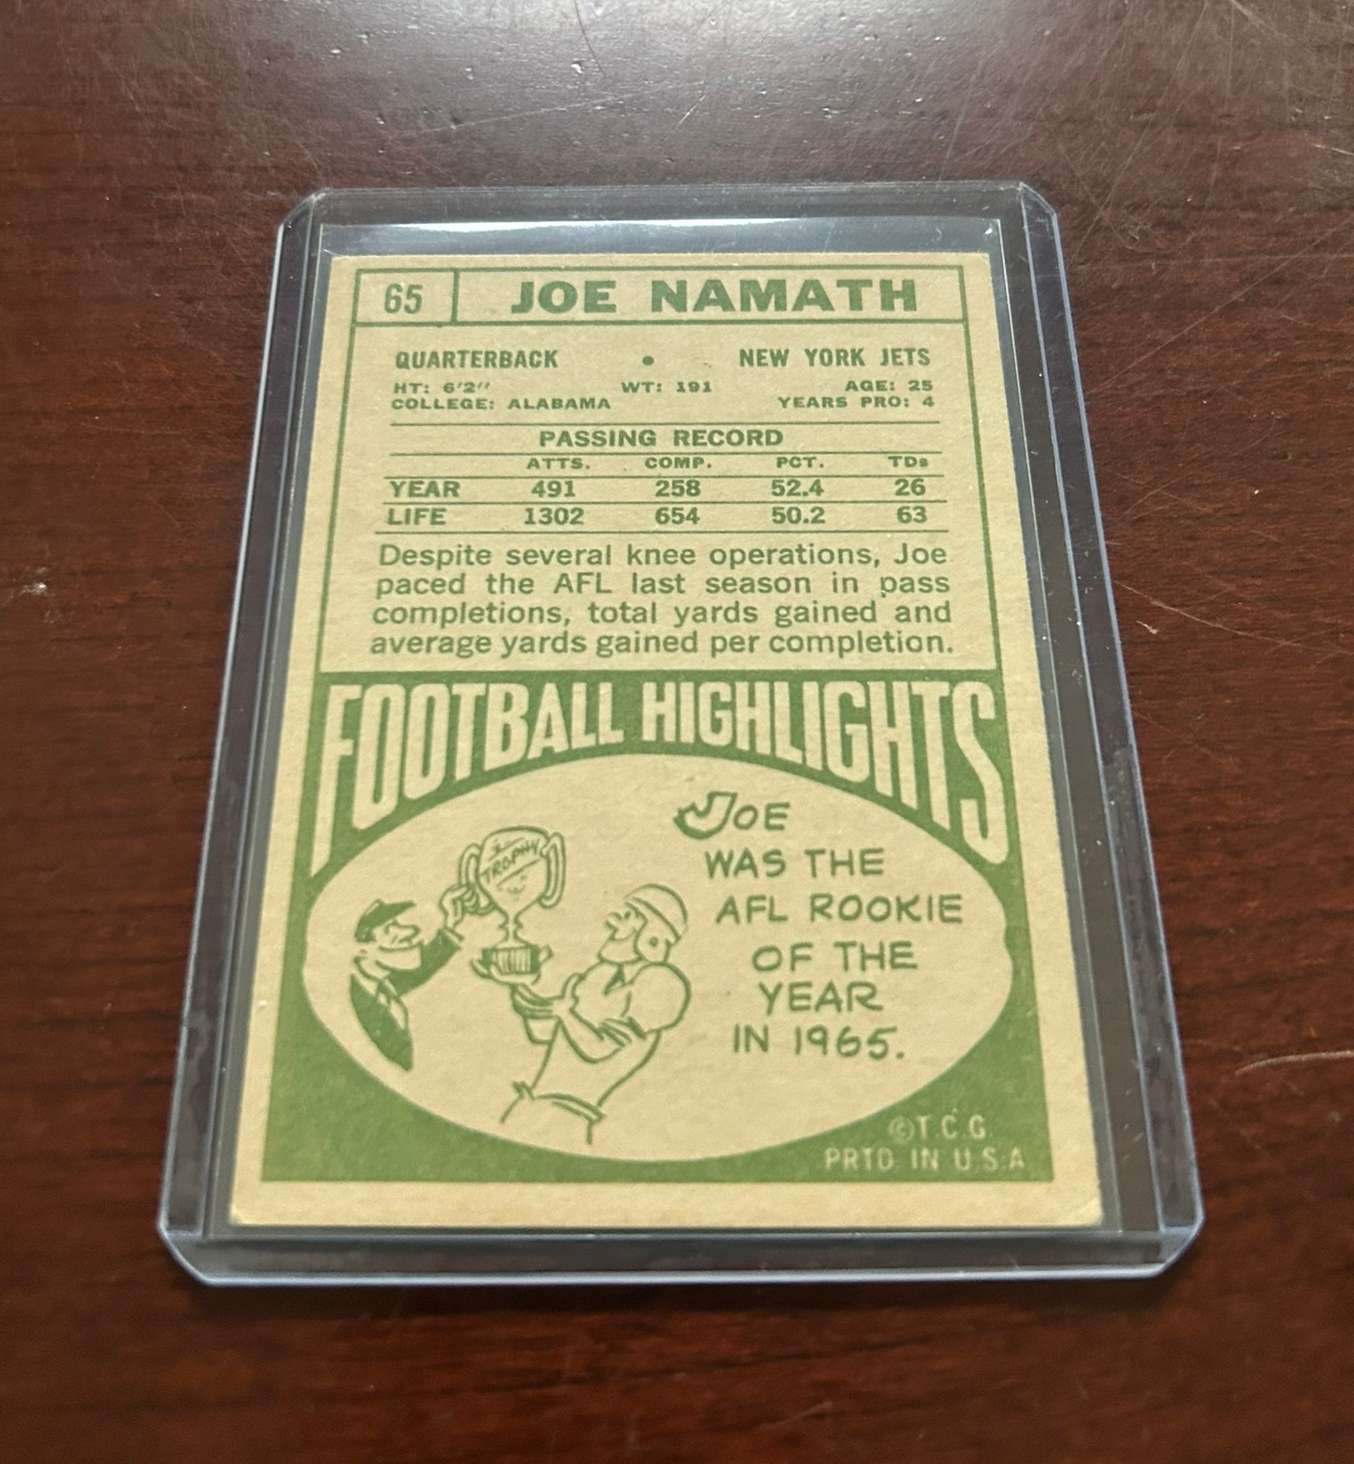 65 JOE NAMATH
QUARTERBACK • NEW YORK JETS
HT: 6'2" WT: 191 AGE: 25
COLLEGE: ALABAMA YEARS PRO: 4
PASSING RECORD
ATTS. COMP. PCT. TDs
YEAR 491 258 52.4 26
LIFE 1302 654 50.2 63
Despite several knee operations, Joe
paced the AFL last season in pass
completions, total yards gained and
average yards gained per completion.
FOOTBALL HIGHLIGHTS
TROPHY
JOE
WAS THE
AFL ROOKIE
OF THE
YEAR
IN 1965.
©T.C.G.
PRTD. IN U.S.A.